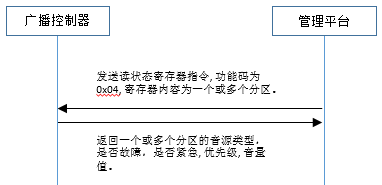 广播控制器
管理平台
发送读状态寄存器指令,功能码为
0x04,寄存器内容为一个或多个分区。
返回一个或多个分区的音源类型,
是否故障，是否紧急,优先级,音量
值。